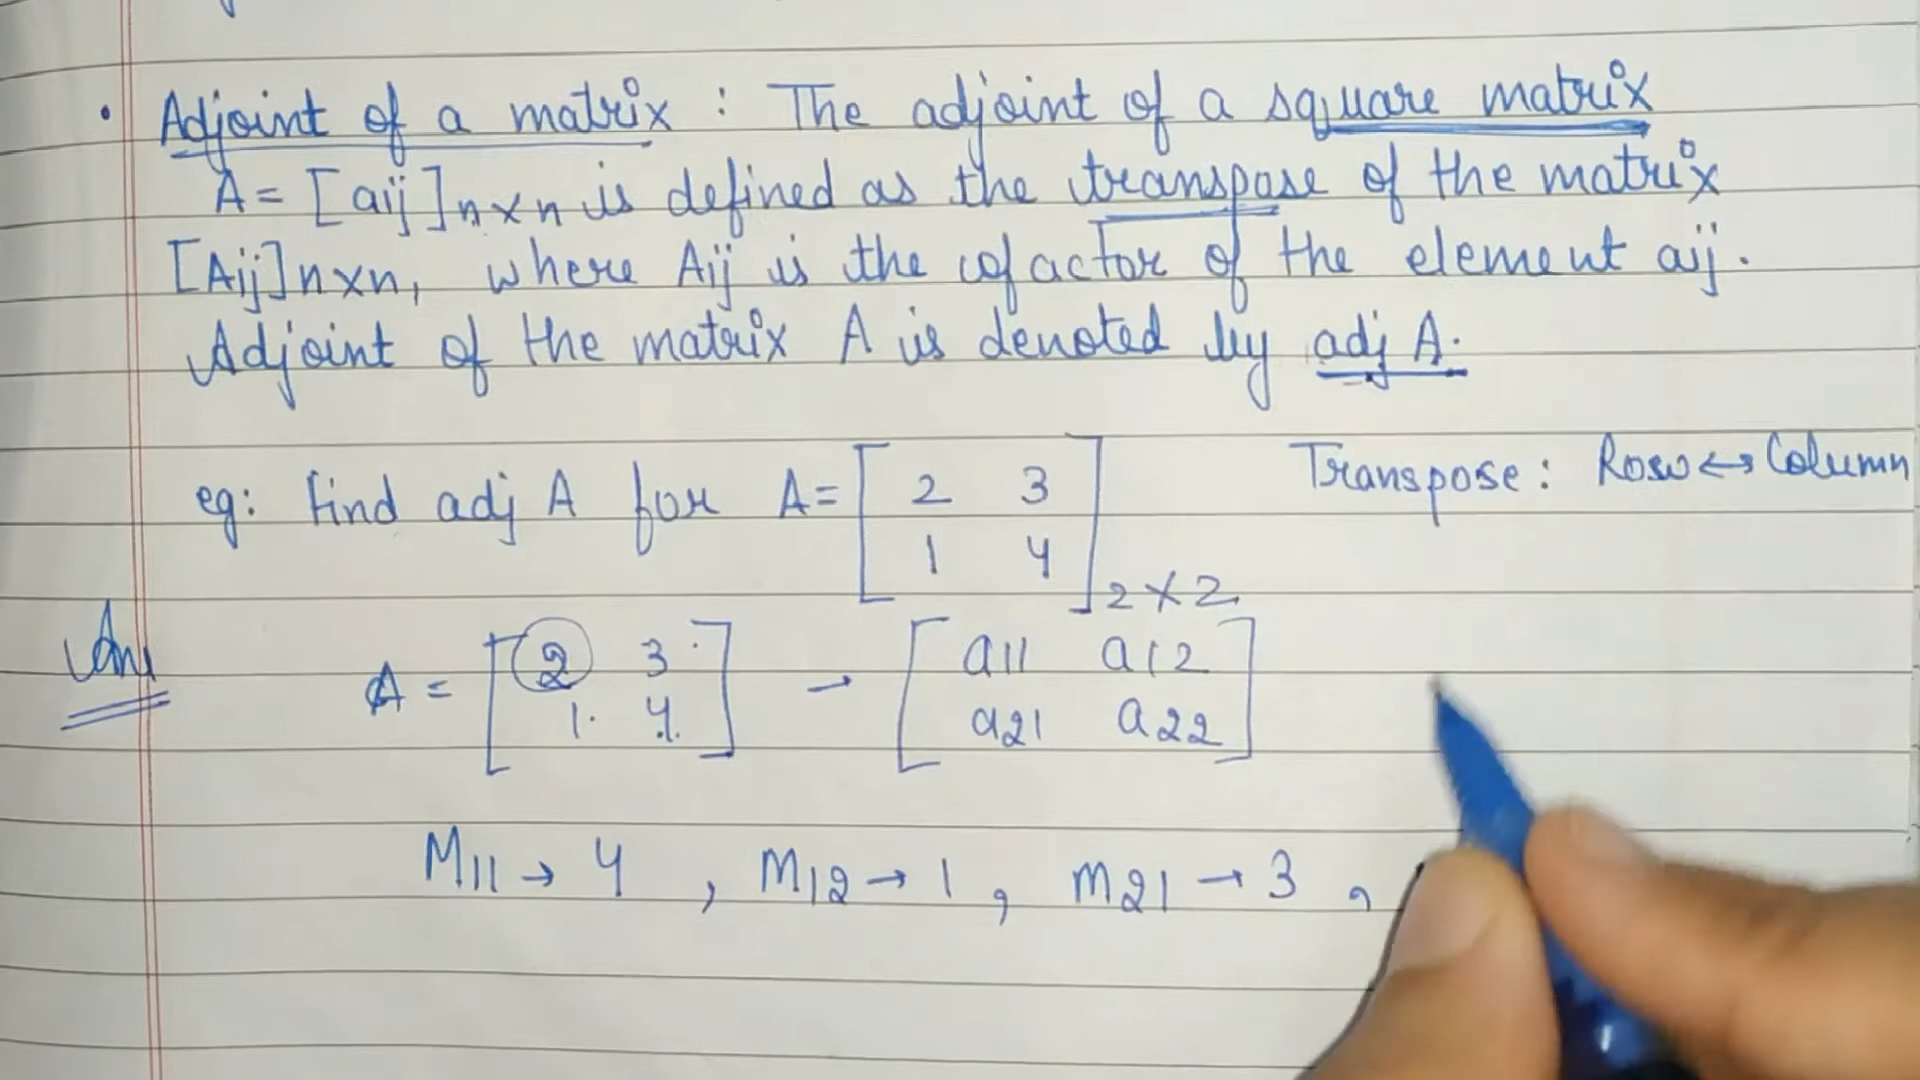 • Adjoint of a matrix : The adjoint of a square matrix
A = [aij]n×n is defined as the transpose of the matrix
[Aij]n×n, where Aij is the cofactor of the element aij.
Adjoint of the matrix A is denoted by adj A.
eg: find adj A for A = [ 2 3
1 4 ]2×2
Transpose : Row ↔ Column
Ans
A = [ 2 3
1 4 ] → [ a11 a12
a21 a22 ]
M11 → 4 , M12 → 1 , M21 → 3 ,